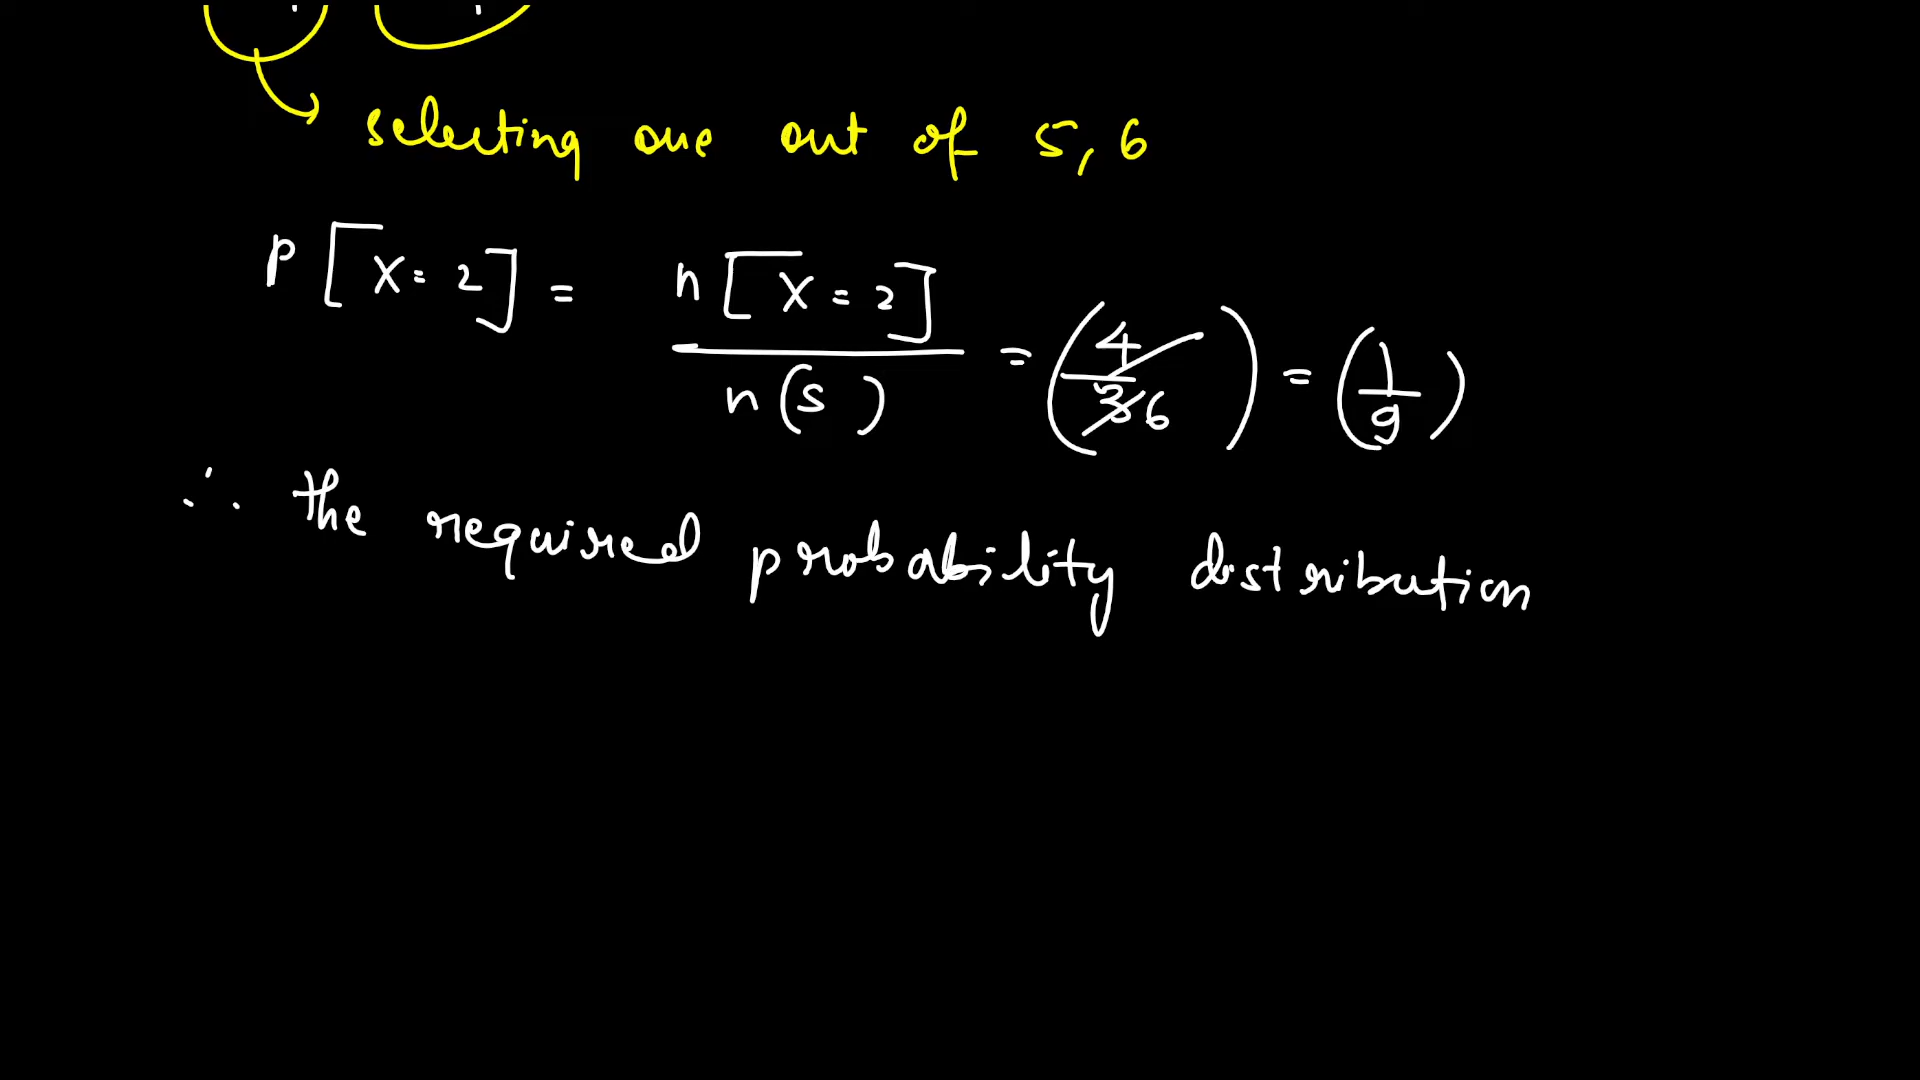 selecting one out of 5, 6
P [ X = 2 ] = n [ X = 2 ] / n ( s ) = ( 4 / 36 ) = ( 1 / 9 )
∴ the required probability distribution